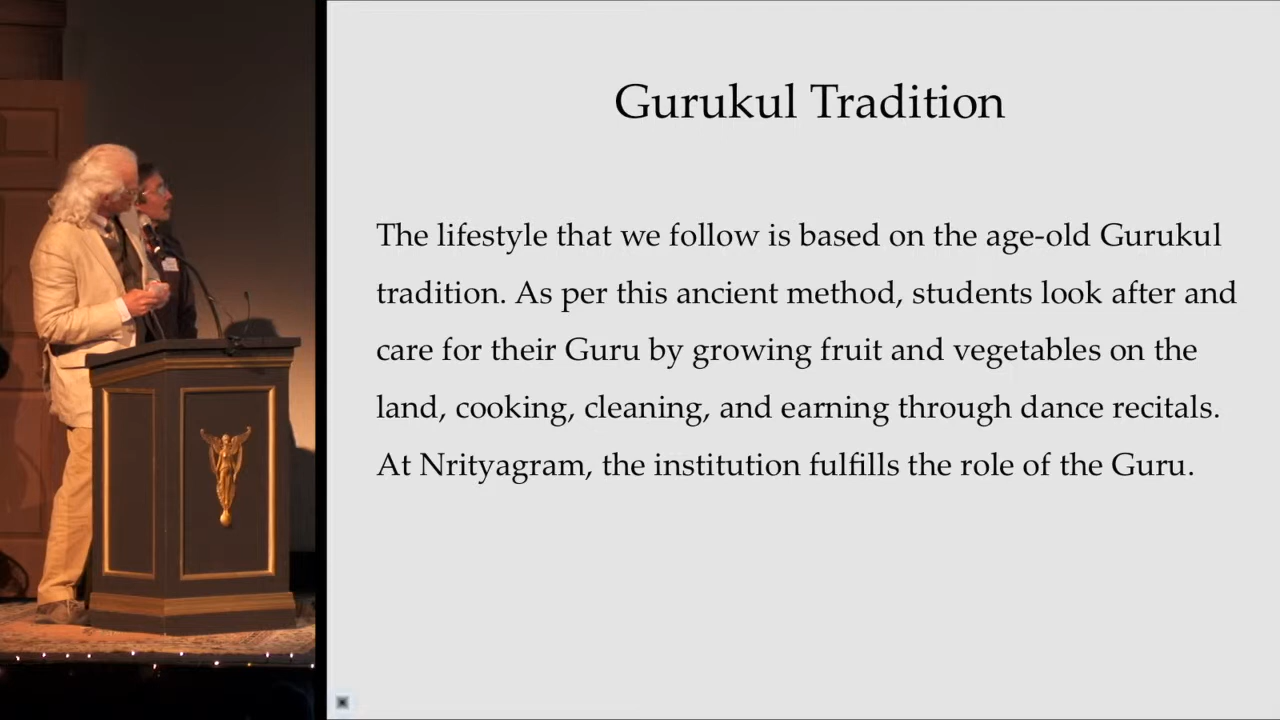 Gurukul Tradition
The lifestyle that we follow is based on the age-old Gurukul
tradition. As per this ancient method, students look after and
care for their Guru by growing fruit and vegetables on the
land, cooking, cleaning, and earning through dance recitals.
At Nrityagram, the institution fulfills the role of the Guru.